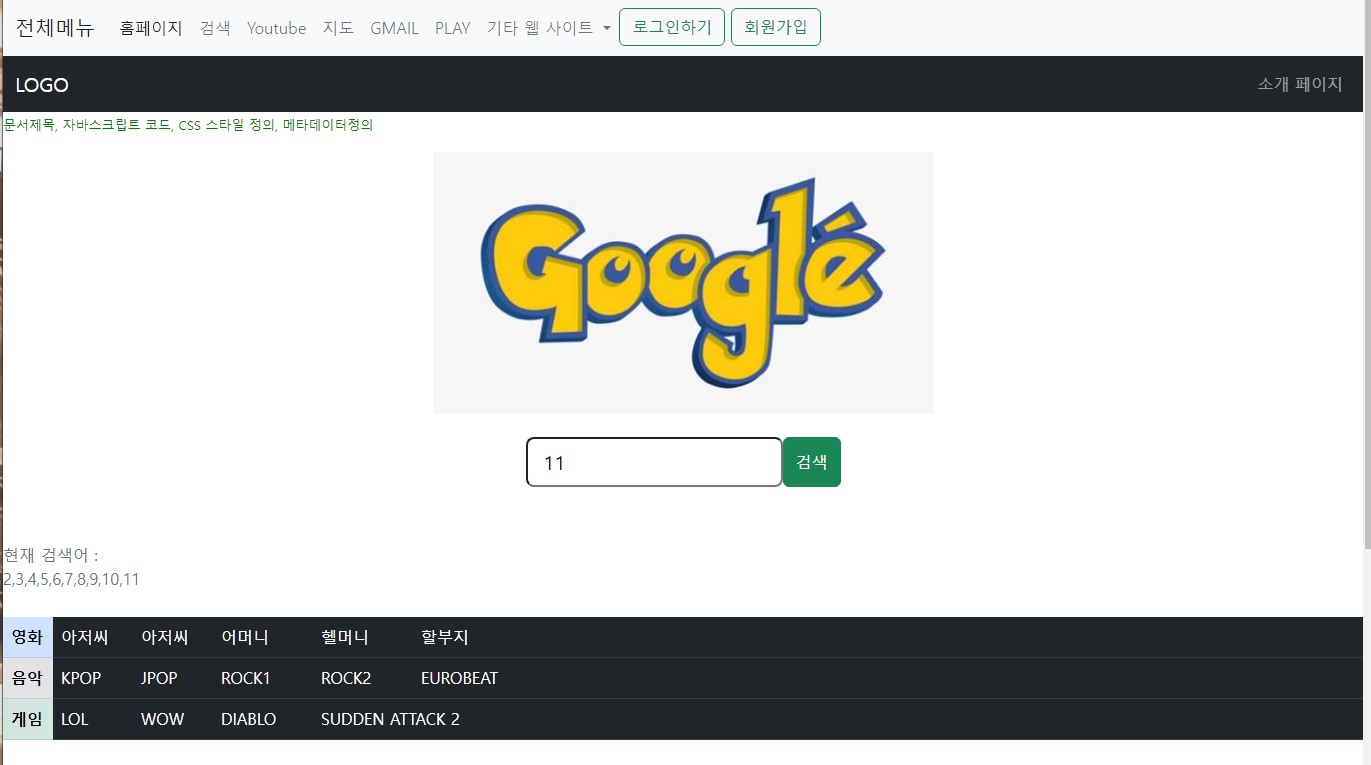 전체메뉴 홈페이지 검색 Youtube 지도 GMAIL PLAY 기타 웹 사이트 로그인하기 회원가입
LOGO 소개 페이지
문서제목, 자바스크립트 코드, CSS 스타일 정의, 메타데이터정의
Googlé
11 검색
현재 검색어 :
2,3,4,5,6,7,8,9,10,11
영화 아저씨 아저씨 어머니 헬머니 할부지
음악 KPOP JPOP ROCK1 ROCK2 EUROBEAT
게임 LOL WOW DIABLO SUDDEN ATTACK 2